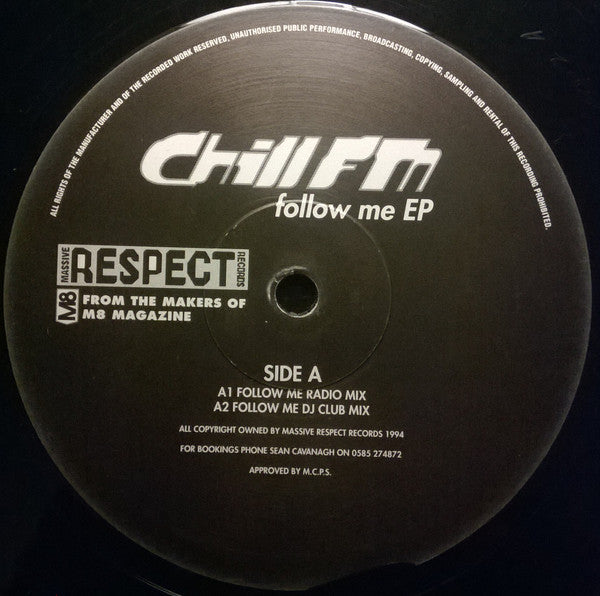 ALL RIGHTS OF THE MANUFACTURER AND OF THE RECORDED WORK RESERVED, UNAUTHORISED PUBLIC PERFORMANCE, BROADCASTING, COPYING, SAMPLING AND RENTAL OF THIS RECORDING PROHIBITED.
Chill FM
follow me EP
MASSIVE RESPECT RECORDS
M8 FROM THE MAKERS OF
M8 MAGAZINE
SIDE A
A1 FOLLOW ME RADIO MIX
A2 FOLLOW ME DJ CLUB MIX
ALL COPYRIGHT OWNED BY MASSIVE RESPECT RECORDS 1994
FOR BOOKINGS PHONE SEAN CAVANAGH ON 0585 274872
APPROVED BY M.C.P.S.